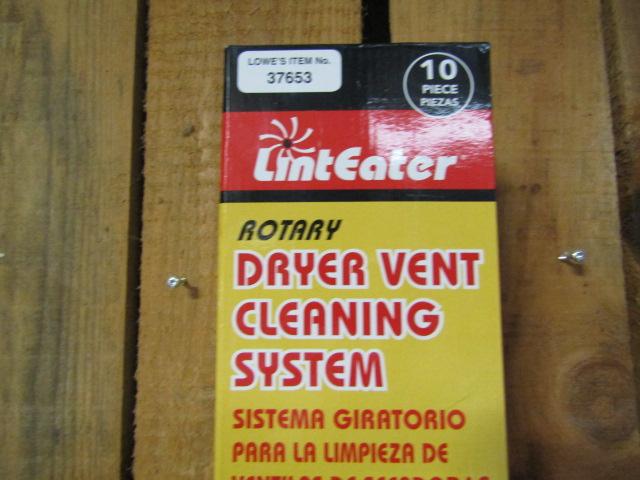 LOWE'S ITEM No.
37653
10
PIECE
PIEZAS
LintEater
ROTARY
DRYER VENT
CLEANING
SYSTEM
SISTEMA GIRATORIO
PARA LA LIMPIEZA DE